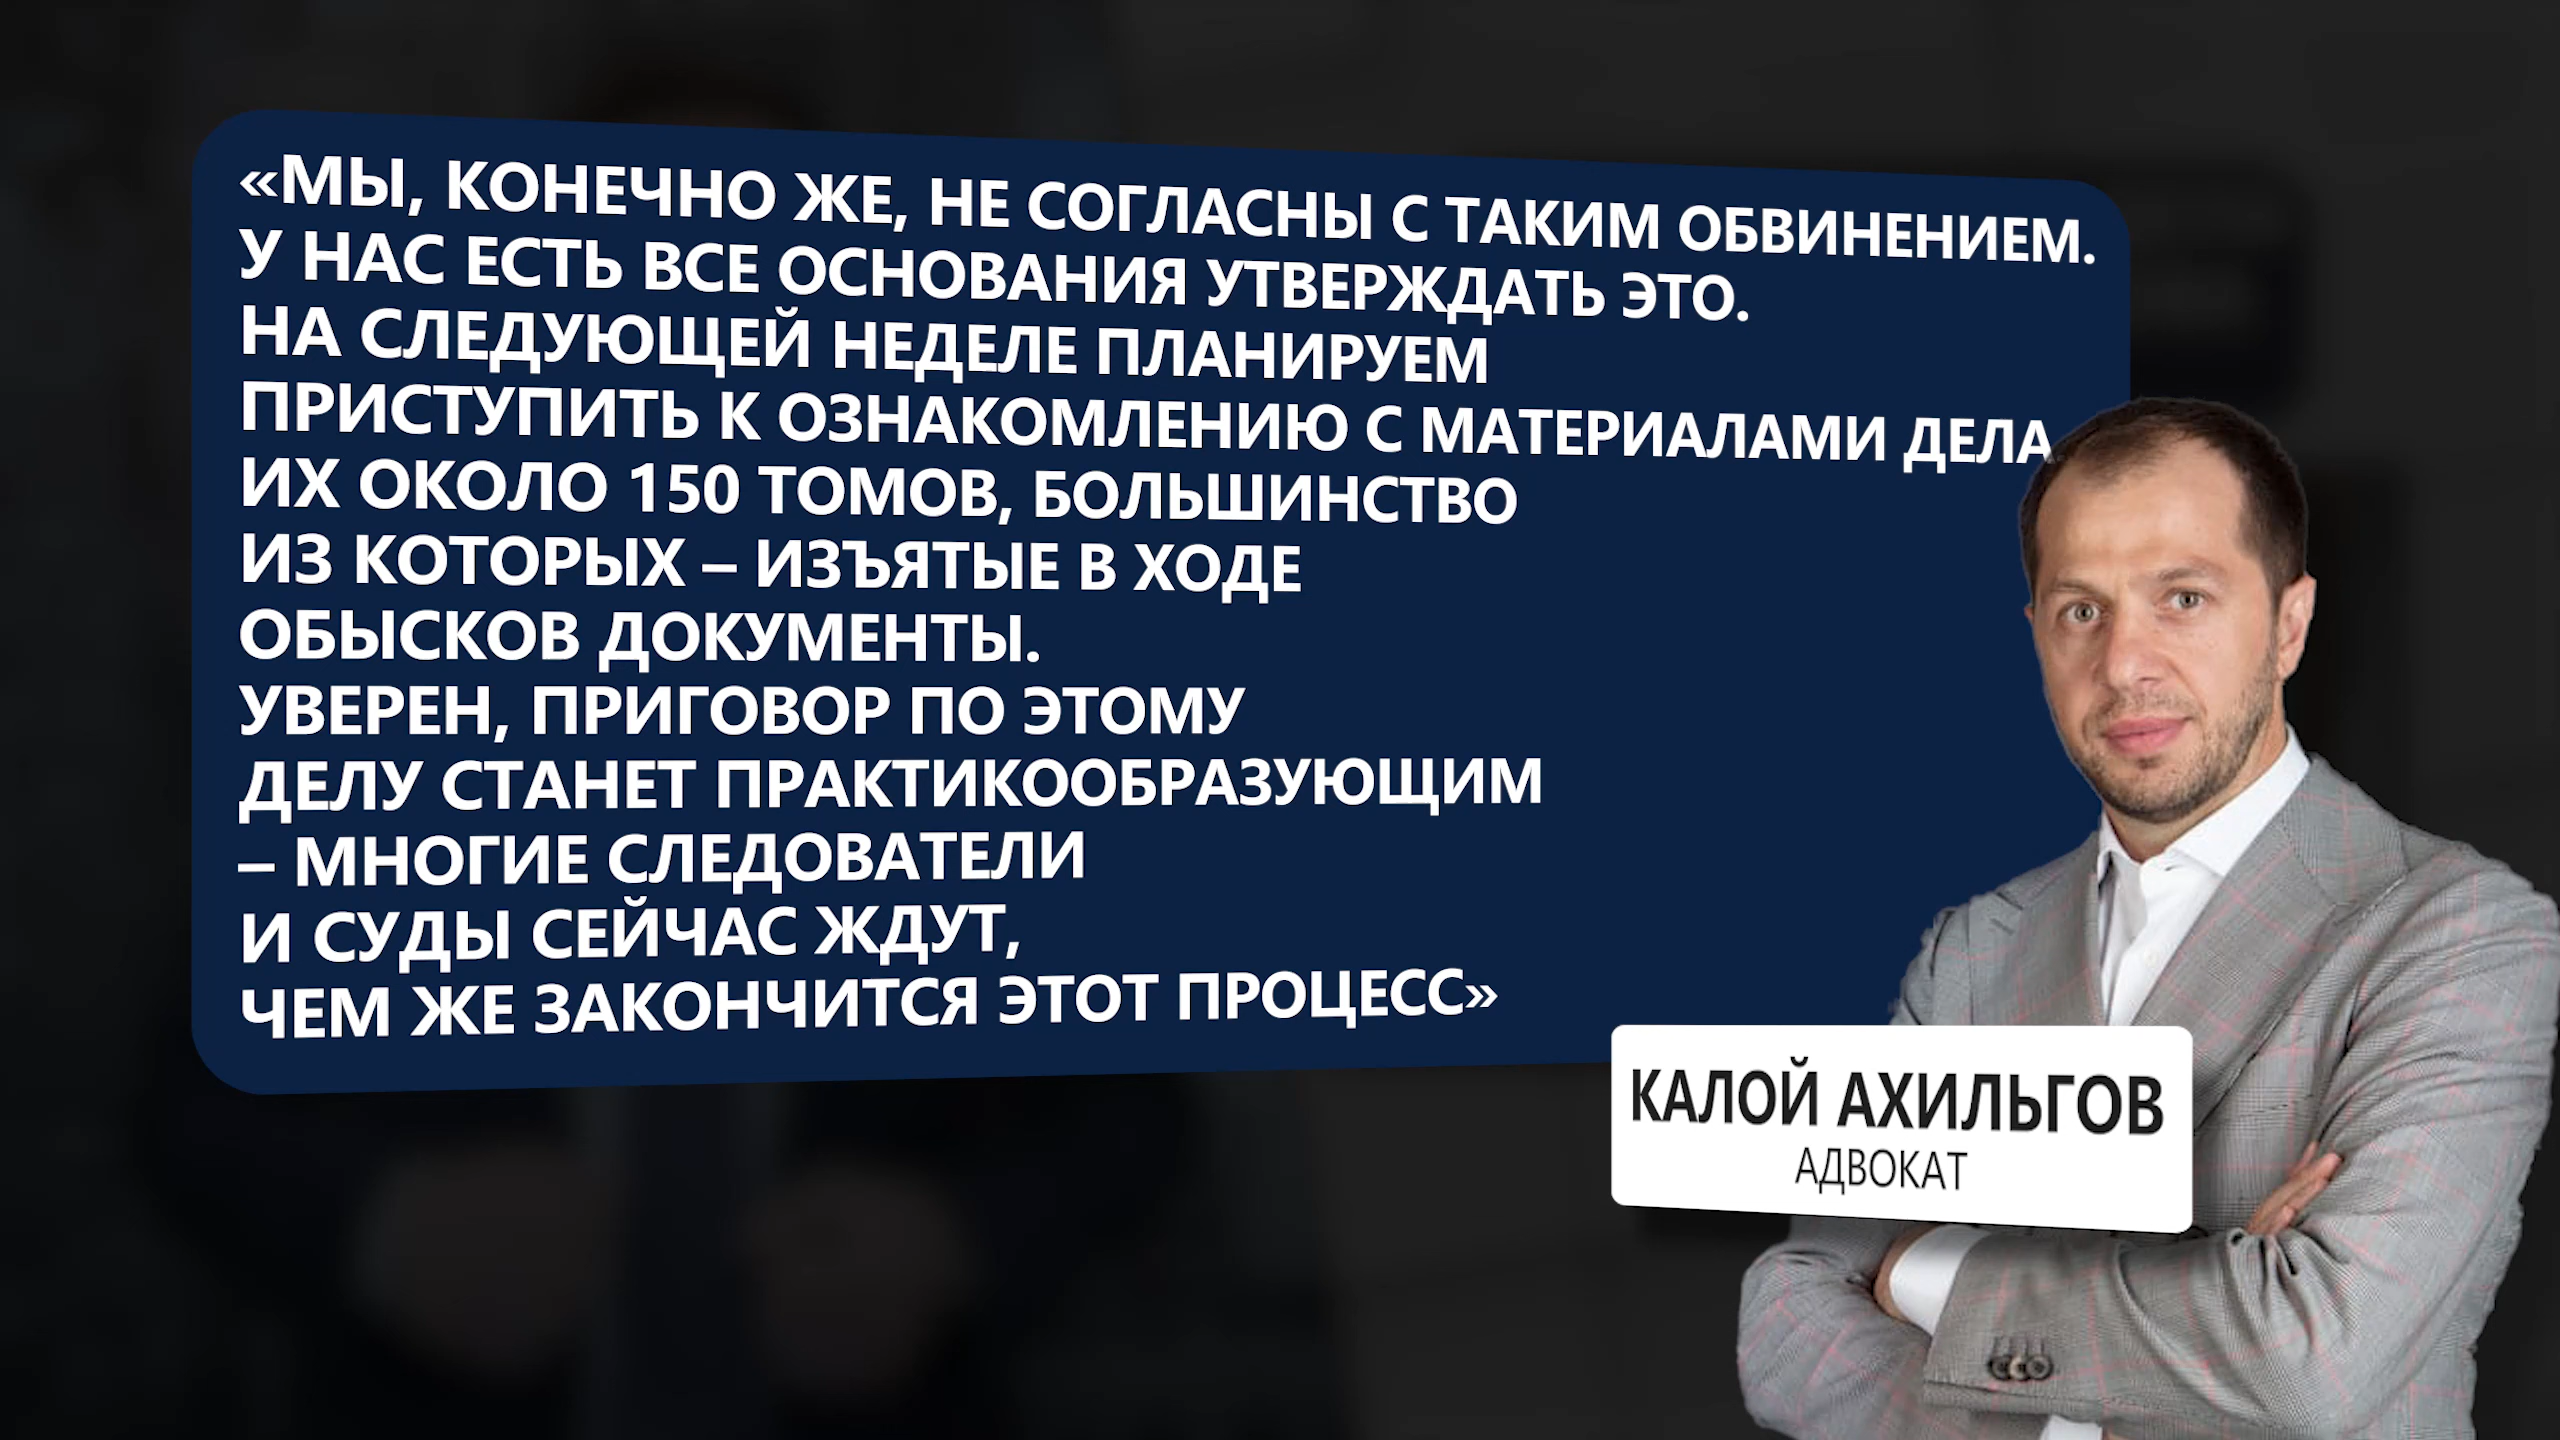 «МЫ, КОНЕЧНО ЖЕ, НЕ СОГЛАСНЫ С ТАКИМ ОБВИНЕНИЕМ.
У НАС ЕСТЬ ВСЕ ОСНОВАНИЯ УТВЕРЖДАТЬ ЭТО.
НА СЛЕДУЮЩЕЙ НЕДЕЛЕ ПЛАНИРУЕМ
ПРИСТУПИТЬ К ОЗНАКОМЛЕНИЮ С МАТЕРИАЛАМИ ДЕЛА
ИХ ОКОЛО 150 ТОМОВ, БОЛЬШИНСТВО
ИЗ КОТОРЫХ – ИЗЪЯТЫЕ В ХОДЕ
ОБЫСКОВ ДОКУМЕНТЫ.
УВЕРЕН, ПРИГОВОР ПО ЭТОМУ
ДЕЛУ СТАНЕТ ПРАКТИКООБРАЗУЮЩИМ
– МНОГИЕ СЛЕДОВАТЕЛИ
И СУДЫ СЕЙЧАС ЖДУТ,
ЧЕМ ЖЕ ЗАКОНЧИТСЯ ЭТОТ ПРОЦЕСС»
КАЛОЙ АХИЛЬГОВ
АДВОКАТ